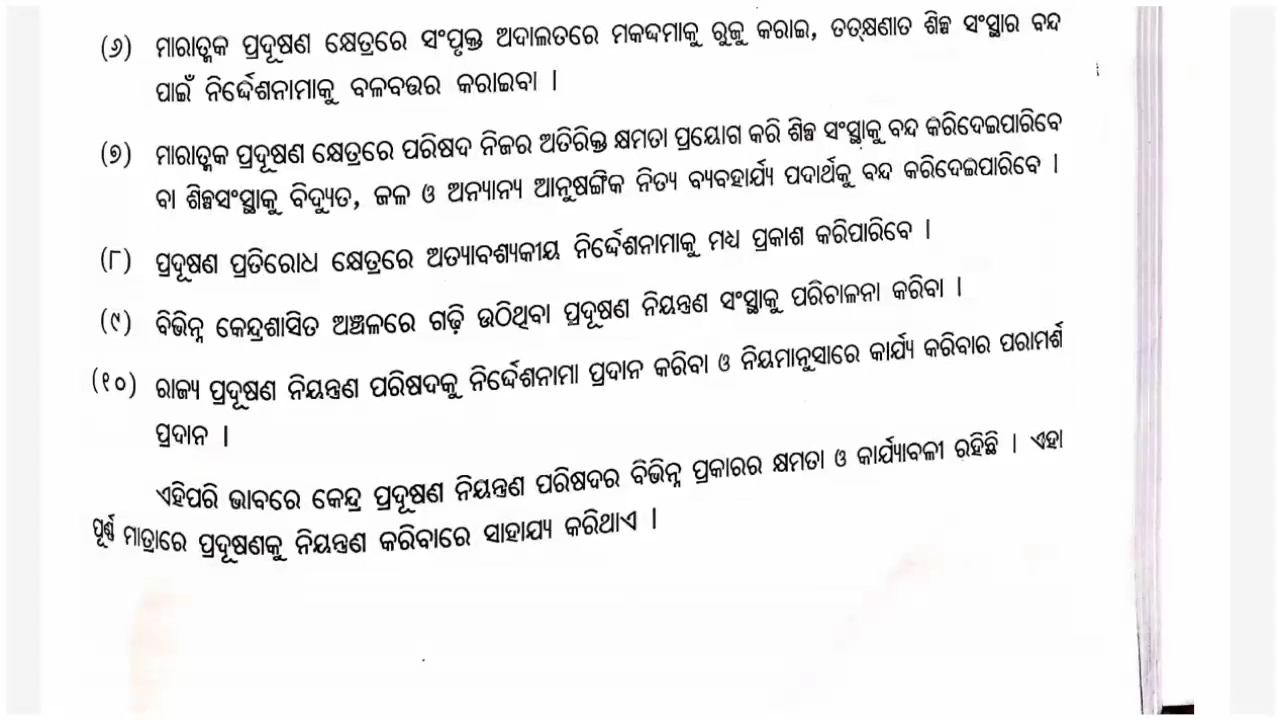 (୬) ମାରାତ୍ମକ ପ୍ରଦୂଷଣ କ୍ଷେତ୍ରରେ ସଂପୃକ୍ତ ଅଦାଲତରେ ମକଦ୍ଦମାକୁ ରୁଜୁ କରାଇ, ତତ୍‌କ୍ଷଣାତ ଶିଳ୍ପ ସଂସ୍ଥାର ବନ୍ଦ
ପାଇଁ ନିର୍ଦ୍ଦେଶନାମାକୁ ବଳବତ୍ତର କରାଇବା ।
(୭) ମାରାତ୍ମକ ପ୍ରଦୂଷଣ କ୍ଷେତ୍ରରେ ପରିଷଦ ନିଜର ଅତିରିକ୍ତ କ୍ଷମତା ପ୍ରୟୋଗ କରି ଶିଳ୍ପ ସଂସ୍ଥାକୁ ବନ୍ଦ କରିଦେଇପାରିବେ
ବା ଶିଳ୍ପସଂସ୍ଥାକୁ ବିଦ୍ୟୁତ, ଜଳ ଓ ଅନ୍ୟାନ୍ୟ ଆନୁଷଙ୍ଗିକ ନିତ୍ୟ ବ୍ୟବହାର୍ଯ୍ୟ ପଦାର୍ଥକୁ ବନ୍ଦ କରିଦେଇପାରିବେ ।
(୮) ପ୍ରଦୂଷଣ ପ୍ରତିରୋଧ କ୍ଷେତ୍ରରେ ଅତ୍ୟାବଶ୍ୟକୀୟ ନିର୍ଦ୍ଦେଶନାମାକୁ ମଧ୍ୟ ପ୍ରକାଶ କରିପାରିବେ ।
(୯) ବିଭିନ୍ନ କେନ୍ଦ୍ରଶାସିତ ଅଞ୍ଚଳରେ ଗଢ଼ି ଉଠିଥିବା ପ୍ରଦୂଷଣ ନିୟନ୍ତ୍ରଣ ସଂସ୍ଥାକୁ ପରିଚାଳନା କରିବା ।
(୧୦) ରାଜ୍ୟ ପ୍ରଦୂଷଣ ନିୟନ୍ତ୍ରଣ ପରିଷଦକୁ ନିର୍ଦ୍ଦେଶନାମା ପ୍ରଦାନ କରିବା ଓ ନିୟମାନୁସାରେ କାର୍ଯ୍ୟ କରିବାର ପରାମର୍ଶ
ପ୍ରଦାନ ।
ଏହିପରି ଭାବରେ କେନ୍ଦ୍ର ପ୍ରଦୂଷଣ ନିୟନ୍ତ୍ରଣ ପରିଷଦର ବିଭିନ୍ନ ପ୍ରକାରର କ୍ଷମତା ଓ କାର୍ଯ୍ୟାବଳୀ ରହିଛି । ଏହା
ପୂର୍ଣ୍ଣ ମାତ୍ରାରେ ପ୍ରଦୂଷଣକୁ ନିୟନ୍ତ୍ରଣ କରିବାରେ ସାହାଯ୍ୟ କରିଥାଏ ।